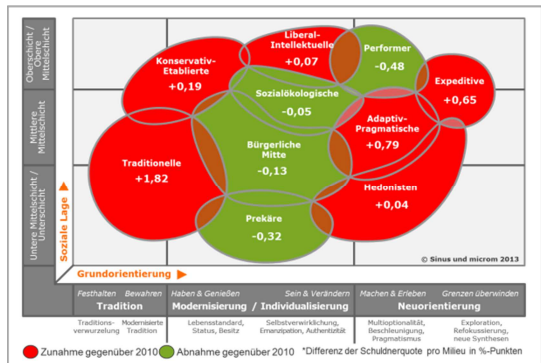 Oberschicht /
Obere
Mittelschicht
Mittlere
Mittelschicht
Untere Mittelschicht /
Unterschicht
Soziale Lage
Konservativ-
Etablierte
+0,19
Liberal-
Intellektuelle
+0,07
Performer
-0,48
Expeditive
+0,65
Sozialökologische
-0,05
Adaptiv-
Pragmatische
+0,79
Traditionelle
+1,82
Bürgerliche
Mitte
-0,13
Hedonisten
+0,04
Prekäre
-0,32
© Sinus und microm 2013
Grundorientierung
Festhalten Bewahren
Tradition
Haben & Genießen Sein & Verändern
Modernisierung / Individualisierung
Machen & Erleben Grenzen überwinden
Neuorientierung
Traditions-
verwurzelung
Modernisierte
Tradition
Lebensstandard,
Status, Besitz
Selbstverwirklichung,
Emanzipation, Authentizität
Multioptionalität,
Beschleunigung,
Pragmatismus
Exploration,
Refokussierung,
neue Synthesen
Zunahme gegenüber 2010 Abnahme gegenüber 2010 *Differenz der Schuldnerquote pro Milieu in %-Punkten